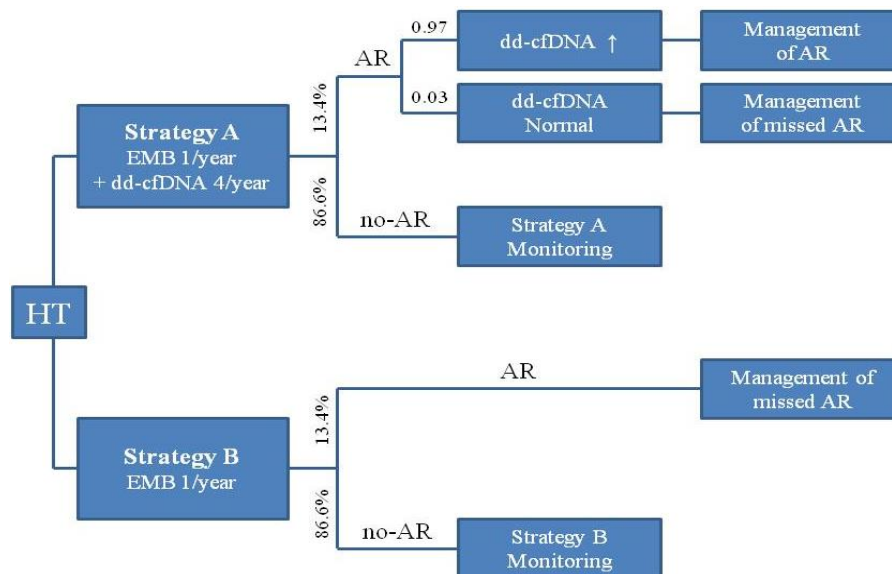 0.97
dd-cfDNA ↑
Management
of AR
AR
13.4%
0.03
dd-cfDNA
Normal
Management
of missed AR
Strategy A
EMB 1/year
+ dd-cfDNA 4/year
86.6%
no-AR
Strategy A
Monitoring
HT
AR
Management of
missed AR
13.4%
Strategy B
EMB 1/year
86.6%
no-AR
Strategy B
Monitoring